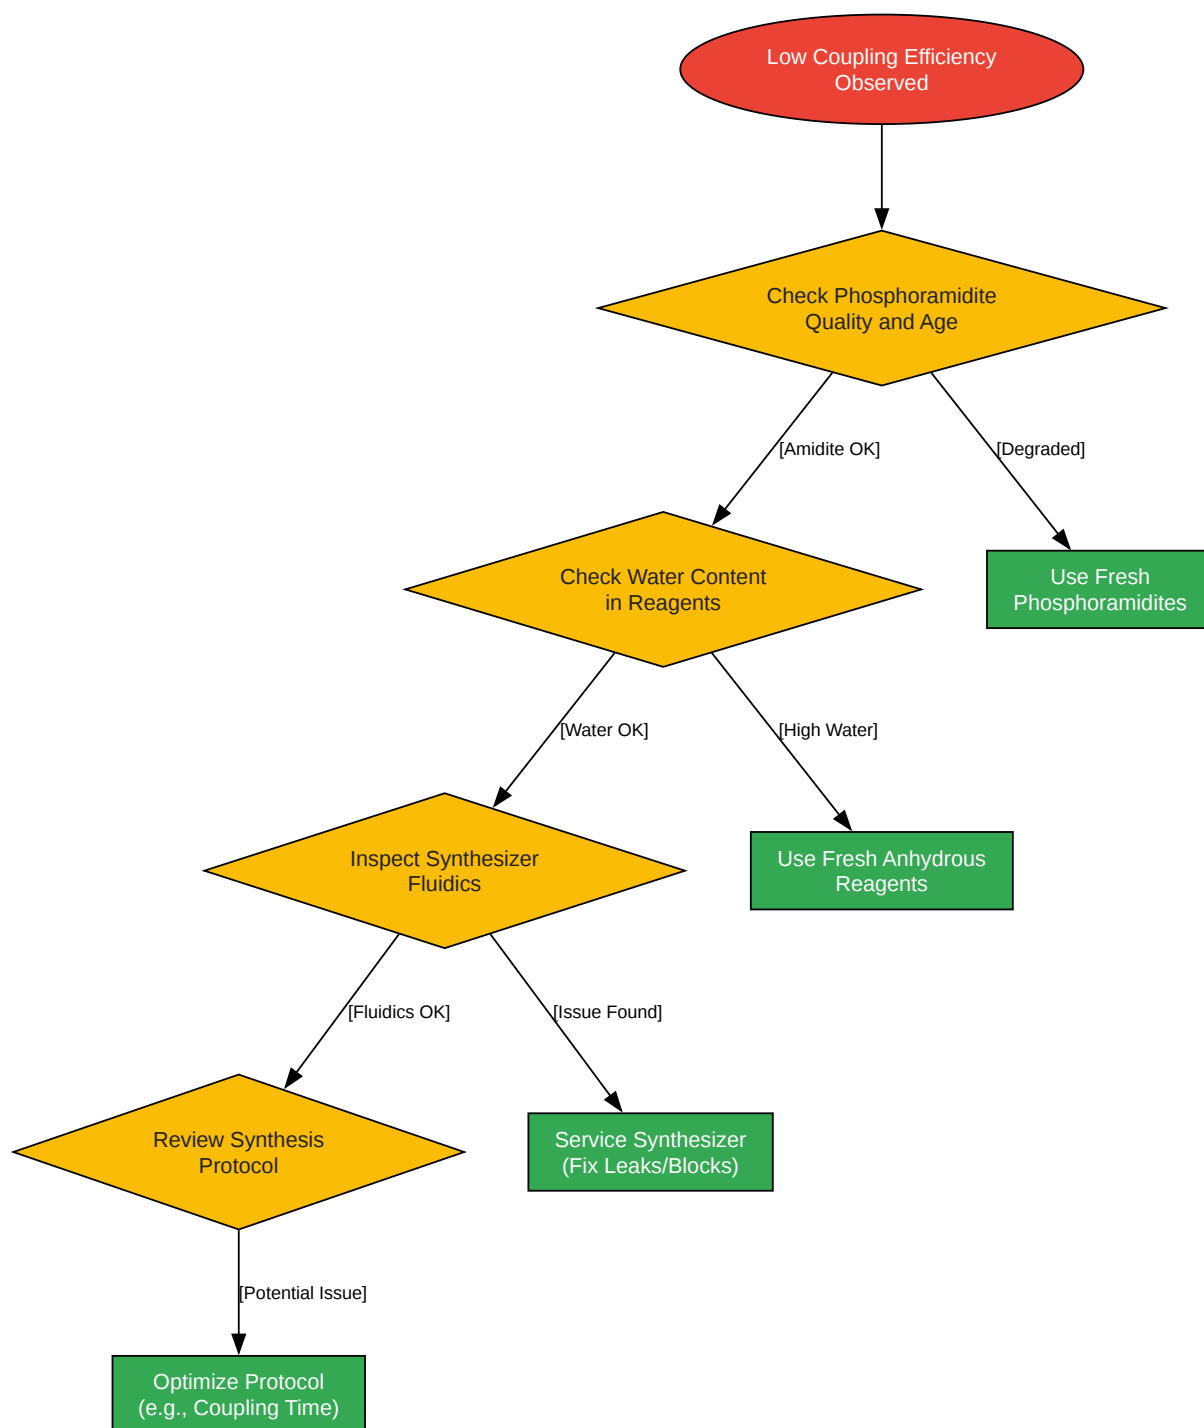 Low Coupling Efficiency
Observed
Check Phosphoramidite
Quality and Age
[Amidite OK]
[Degraded]
Check Water Content
in Reagents
Use Fresh
Phosphoramidites
[Water OK]
[High Water]
Inspect Synthesizer
Fluidics
Use Fresh Anhydrous
Reagents
[Fluidics OK]
[Issue Found]
Review Synthesis
Protocol
Service Synthesizer
(Fix Leaks/Blocks)
[Potential Issue]
Optimize Protocol
(e.g., Coupling Time)